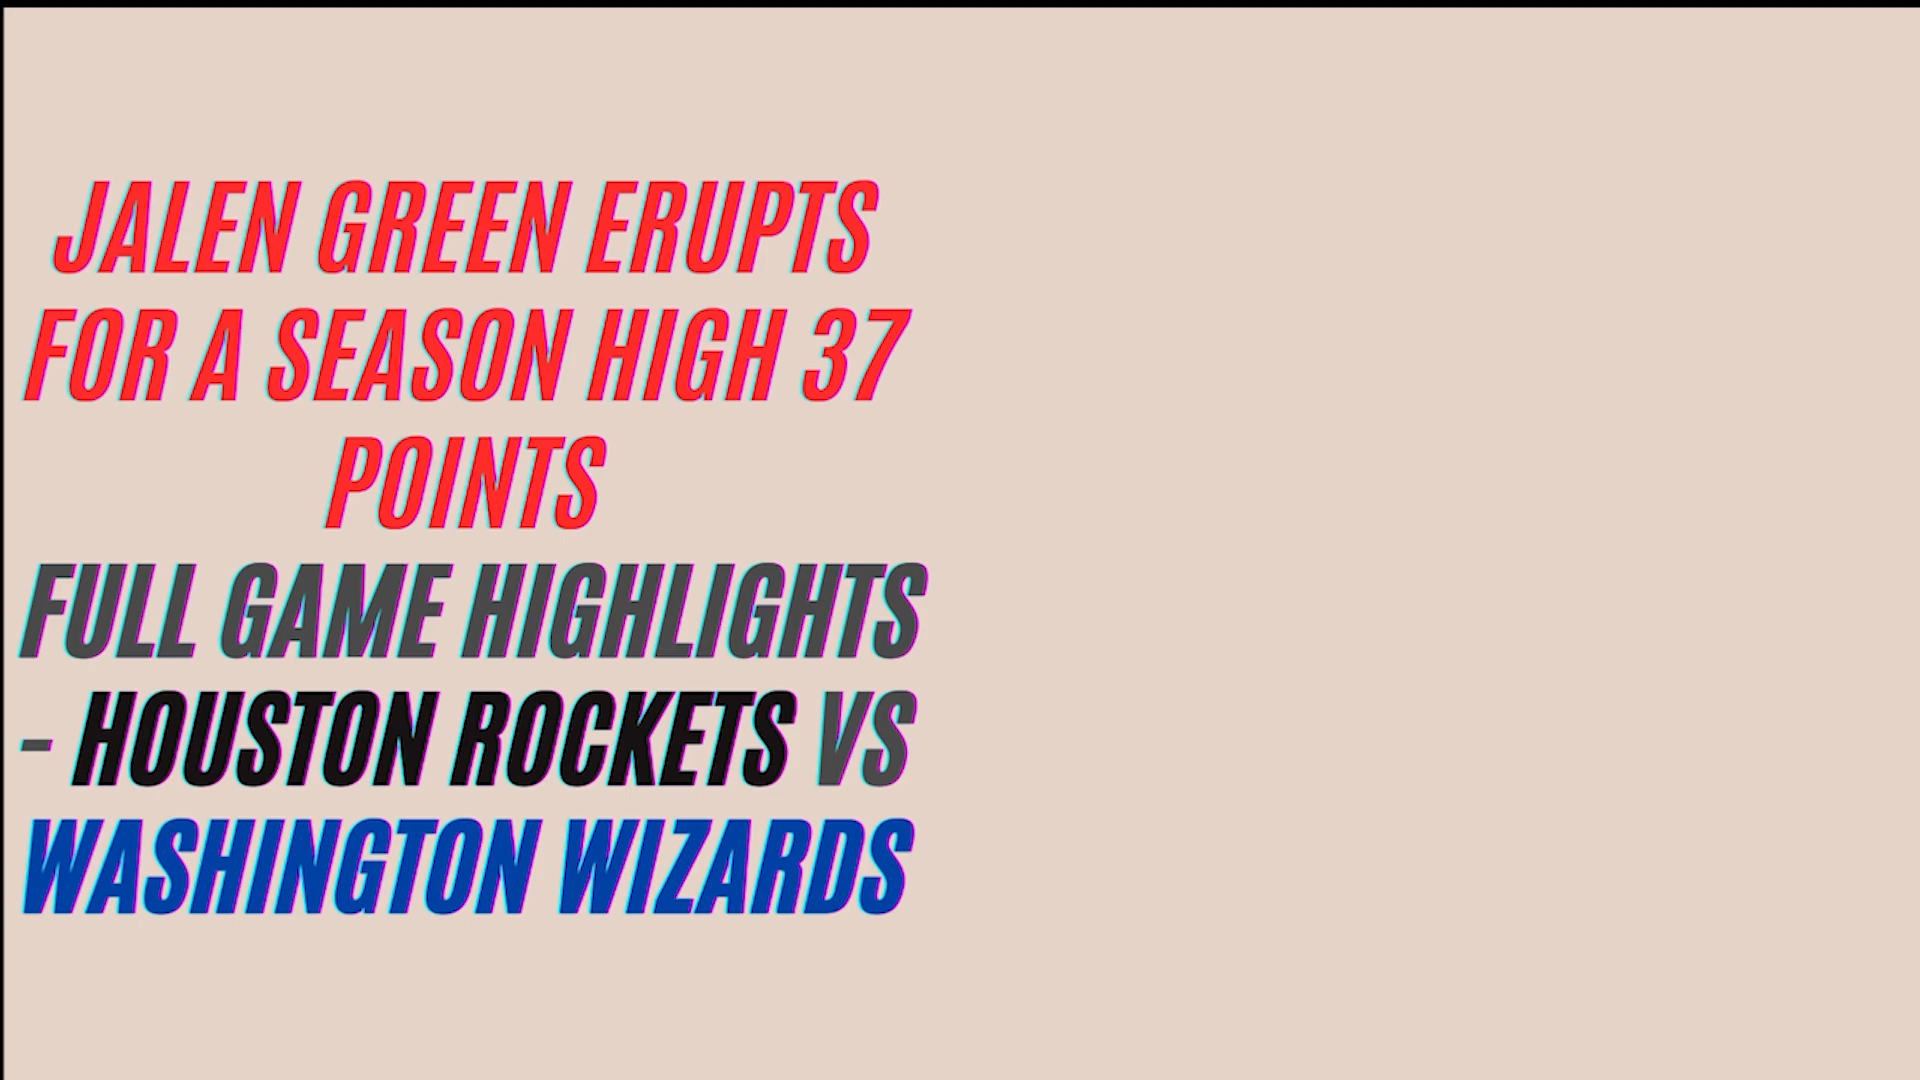 JALEN GREEN ERUPTS
FOR A SEASON HIGH 37
POINTS
FULL GAME HIGHLIGHTS
- HOUSTON ROCKETS VS
WASHINGTON WIZARDS